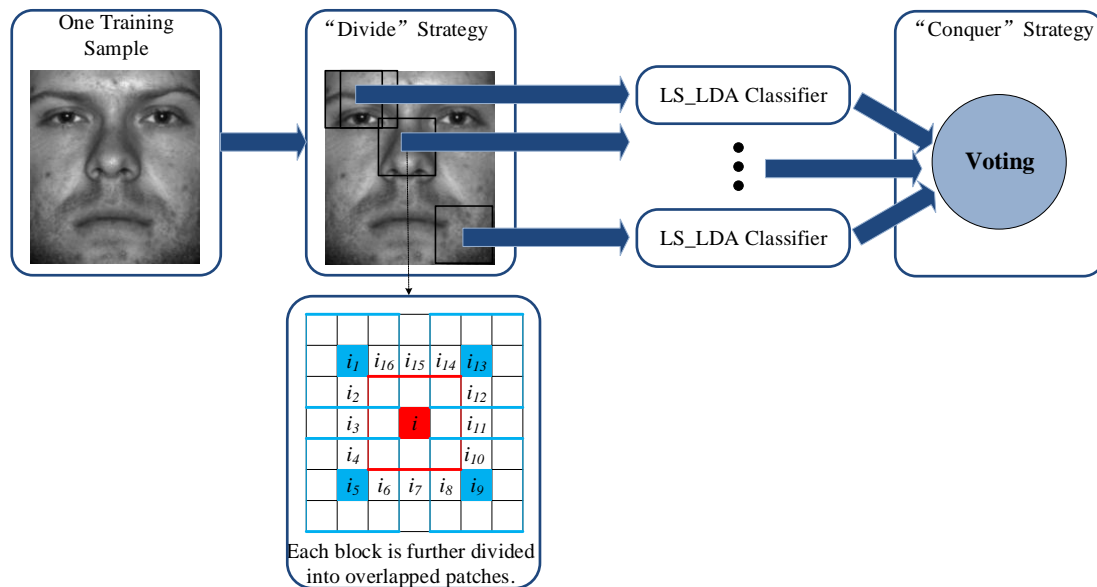 One Training
Sample
“Divide” Strategy
LS_LDA Classifier
LS_LDA Classifier
“Conquer” Strategy
Voting
i1 i16 i15 i14 i13
i2 i12
i3 i i11
i4 i10
i5 i6 i7 i8 i9
Each block is further divided
into overlapped patches.